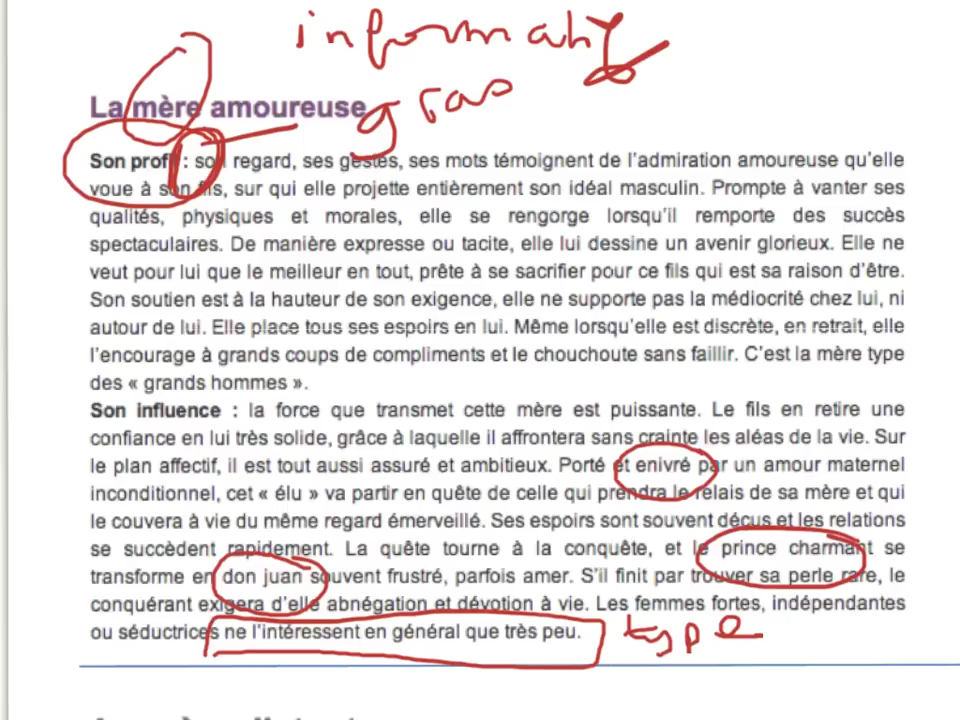 informatif
gras
La mère amoureuse
Son profil : son regard, ses gestes, ses mots témoignent de l'admiration amoureuse qu'elle
voue à son fils, sur qui elle projette entièrement son idéal masculin. Prompte à vanter ses
qualités, physiques et morales, elle se rengorge lorsqu'il remporte des succès
spectaculaires. De manière expresse ou tacite, elle lui dessine un avenir glorieux. Elle ne
veut pour lui que le meilleur en tout, prête à se sacrifier pour ce fils qui est sa raison d'être.
Son soutien est à la hauteur de son exigence, elle ne supporte pas la médiocrité chez lui, ni
autour de lui. Elle place tous ses espoirs en lui. Même lorsqu'elle est discrète, en retrait, elle
l'encourage à grands coups de compliments et le chouchoute sans faillir. C'est la mère type
des « grands hommes ».
Son influence : la force que transmet cette mère est puissante. Le fils en retire une
confiance en lui très solide, grâce à laquelle il affrontera sans crainte les aléas de la vie. Sur
le plan affectif, il est tout aussi assuré et ambitieux. Porté et enivré par un amour maternel
inconditionnel, cet « élu » va partir en quête de celle qui prendra le relais de sa mère et qui
le couvera à vie du même regard émerveillé. Ses espoirs sont souvent déçus et les relations
se succèdent rapidement. La quête tourne à la conquête, et le prince charmant se
transforme en don juan souvent frustré, parfois amer. S'il finit par trouver sa perle rare, le
conquérant exigera d'elle abnégation et dévotion à vie. Les femmes fortes, indépendantes
ou séductrices ne l'intéressent en général que très peu. type